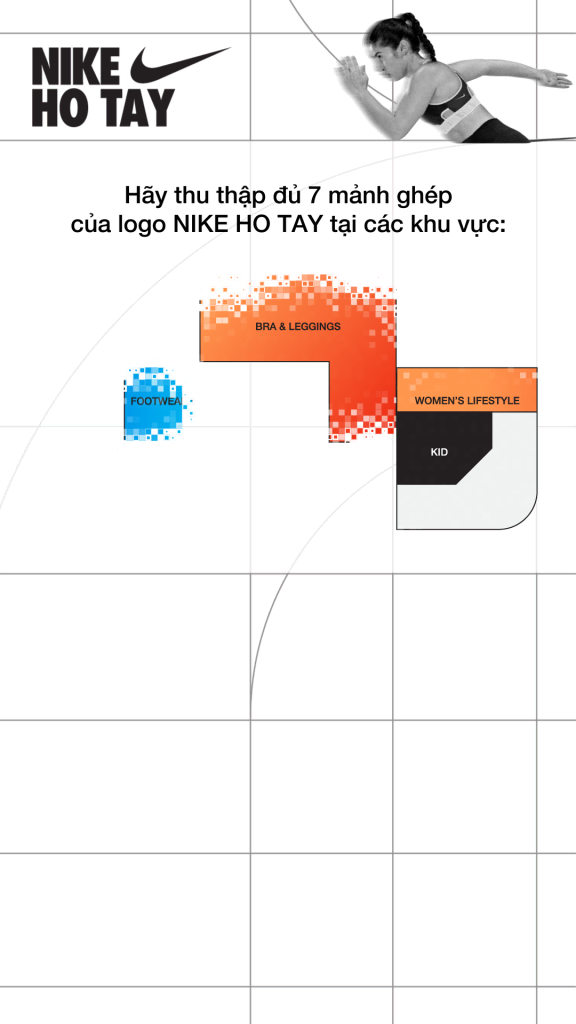 NIKE
HO TAY
Hãy thu thập đủ 7 mảnh ghép
của logo NIKE HO TAY tại các khu vực:
BRA & LEGGINGS
FOOTWEA
WOMEN'S LIFESTYLE
KID